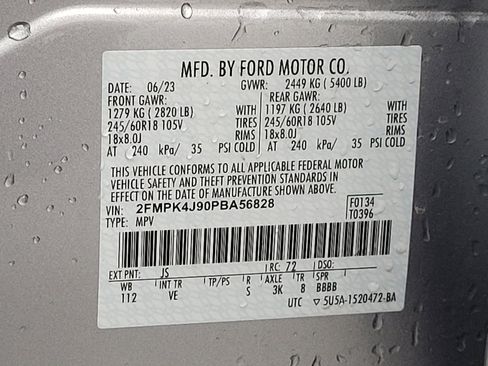 MFD. BY FORD MOTOR CO.
DATE: 06/23 GVWR: 2449 KG ( 5400 LB)
FRONT GAWR: REAR GAWR:
1279 KG ( 2820 LB) WITH 1197 KG ( 2640 LB) WITH
245/60R18 105V TIRES 245/60R18 105V TIRES
18x8.0J RIMS 18x8.0J RIMS
AT 240 kPa/ 35 PSI COLD AT 240 kPa/ 35 PSI COLD
THIS VEHICLE CONFORMS TO ALL APPLICABLE FEDERAL MOTOR
VEHICLE SAFETY AND THEFT PREVENTION STANDARDS IN
EFFECT ON THE DATE OF MANUFACTURE SHOWN ABOVE.
VIN: 2FMPK4J90PBA56828 F0134
TYPE: MPV T0396
EXT PNT: JS RC: 72 DSO:
WB INT TR TP/PS R AXLE TR SPR
112 VE S 3K 8 BBBB
UTC ▽5U5A-1520472-BA